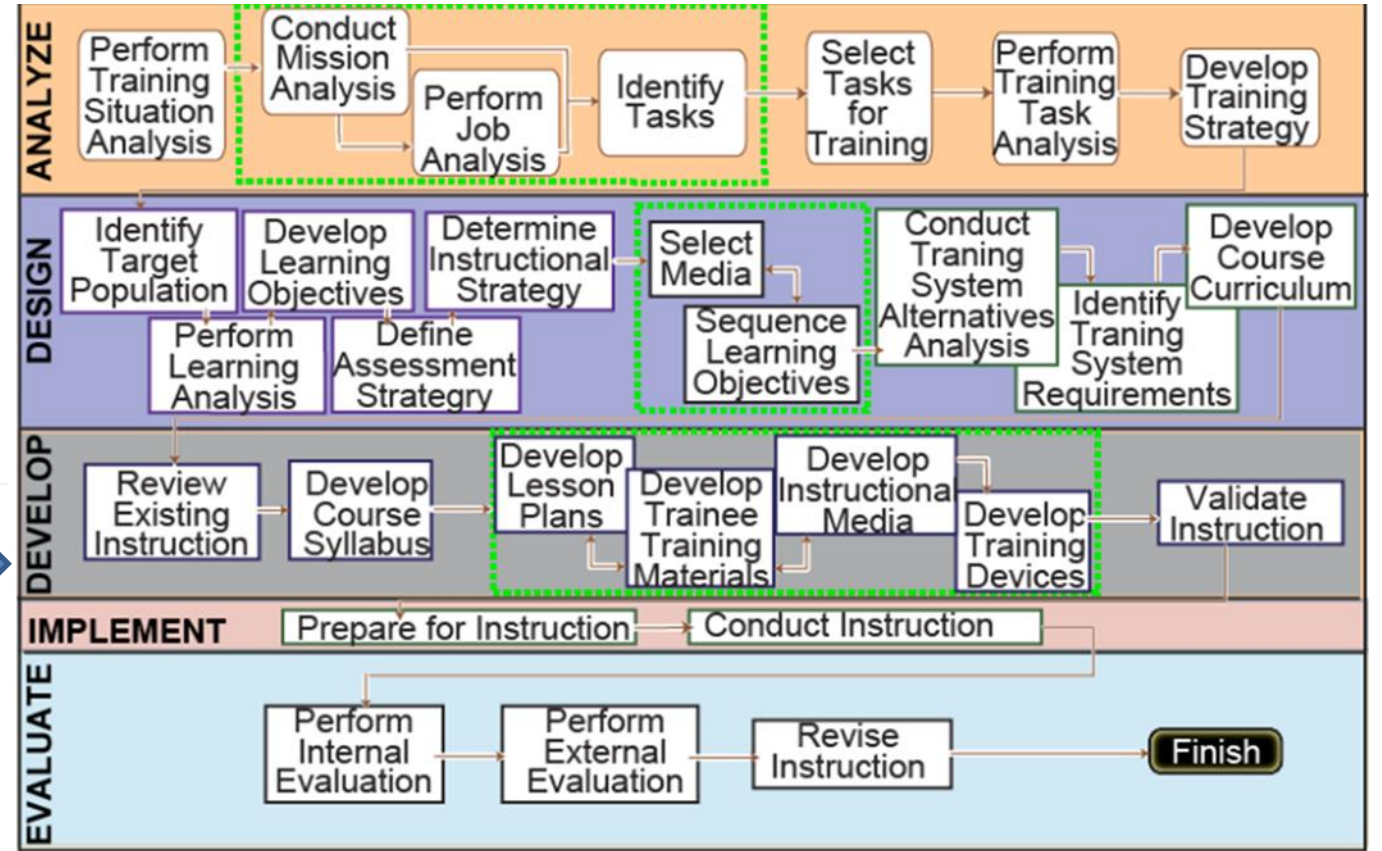 ANALYZE
Perform
Training
Situation
Analysis
Conduct
Mission
Analysis
Perform
Job
Analysis
Identify
Tasks
Select
Tasks
for
Training
Perform
Training
Task
Analysis
Develop
Training
Strategy
DESIGN
Identify
Target
Population
Perform
Learning
Analysis
Develop
Learning
Objectives
Define
Assessment
Strategry
Determine
Instructional
Strategy
Select
Media
Sequence
Learning
Objectives
Conduct
Traning
System
Alternatives
Analysis
Identify
Traning
System
Requirements
Develop
Course
Curriculum
DEVELOP
Review
Existing
Instruction
Develop
Course
Syllabus
Develop
Lesson
Plans
Develop
Trainee
Training
Materials
Develop
Instructional
Media
Develop
Training
Devices
Validate
Instruction
IMPLEMENT
Prepare for Instruction
Conduct Instruction
EVALUATE
Perform
Internal
Evaluation
Perform
External
Evaluation
Revise
Instruction
Finish